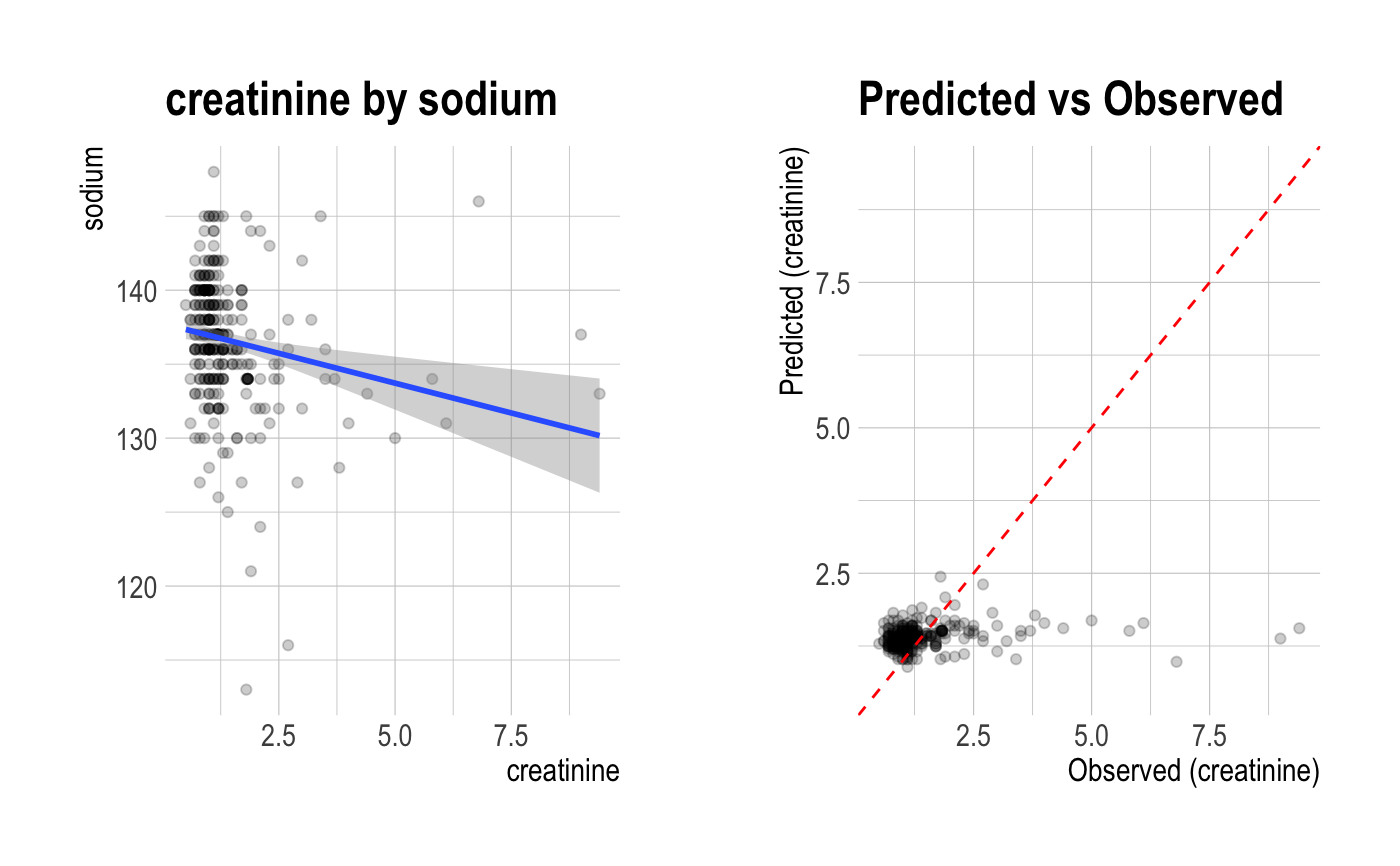 creatinine by sodium
sodium
140
130
120
2.5 5.0 7.5
creatinine
Predicted vs Observed
Predicted (creatinine)
7.5
5.0
2.5
2.5 5.0 7.5
Observed (creatinine)